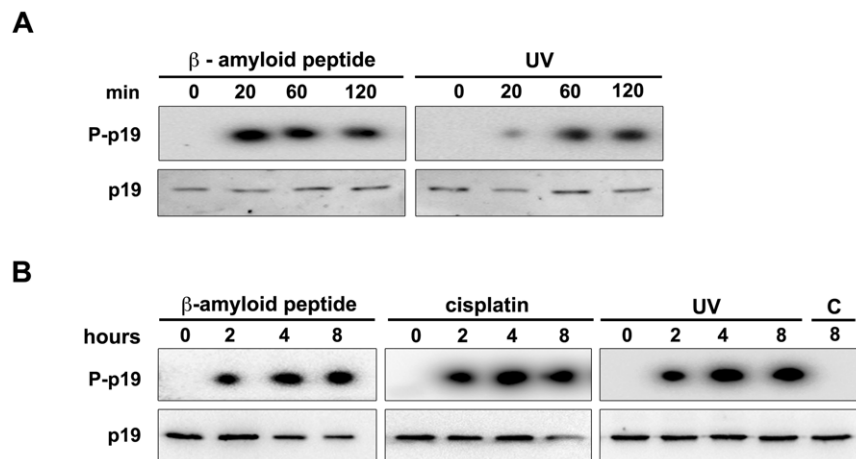 A
β - amyloid peptide UV
min 0 20 60 120 0 20 60 120
P-p19
p19
B
β-amyloid peptide cisplatin UV C
hours 0 2 4 8 0 2 4 8 0 2 4 8 8
P-p19
p19